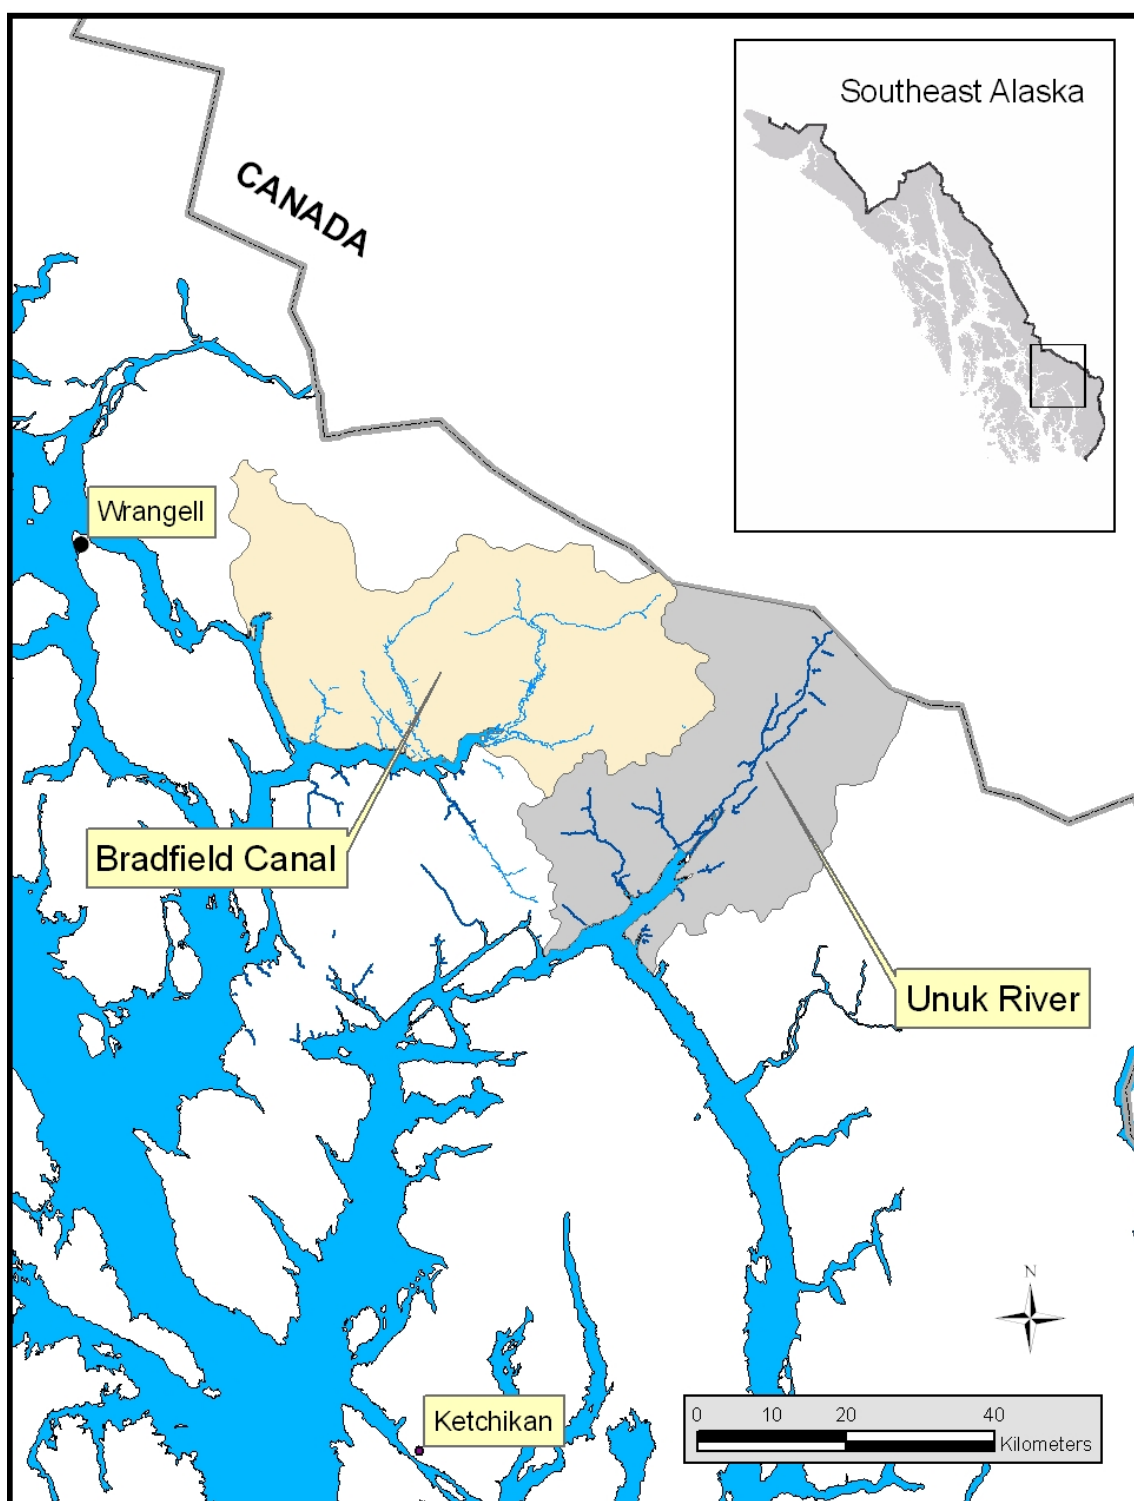 Southeast Alaska
CANADA
Wrangell
Bradfield Canal
Unuk River
N
Ketchikan
0 10 20 40
Kilometers